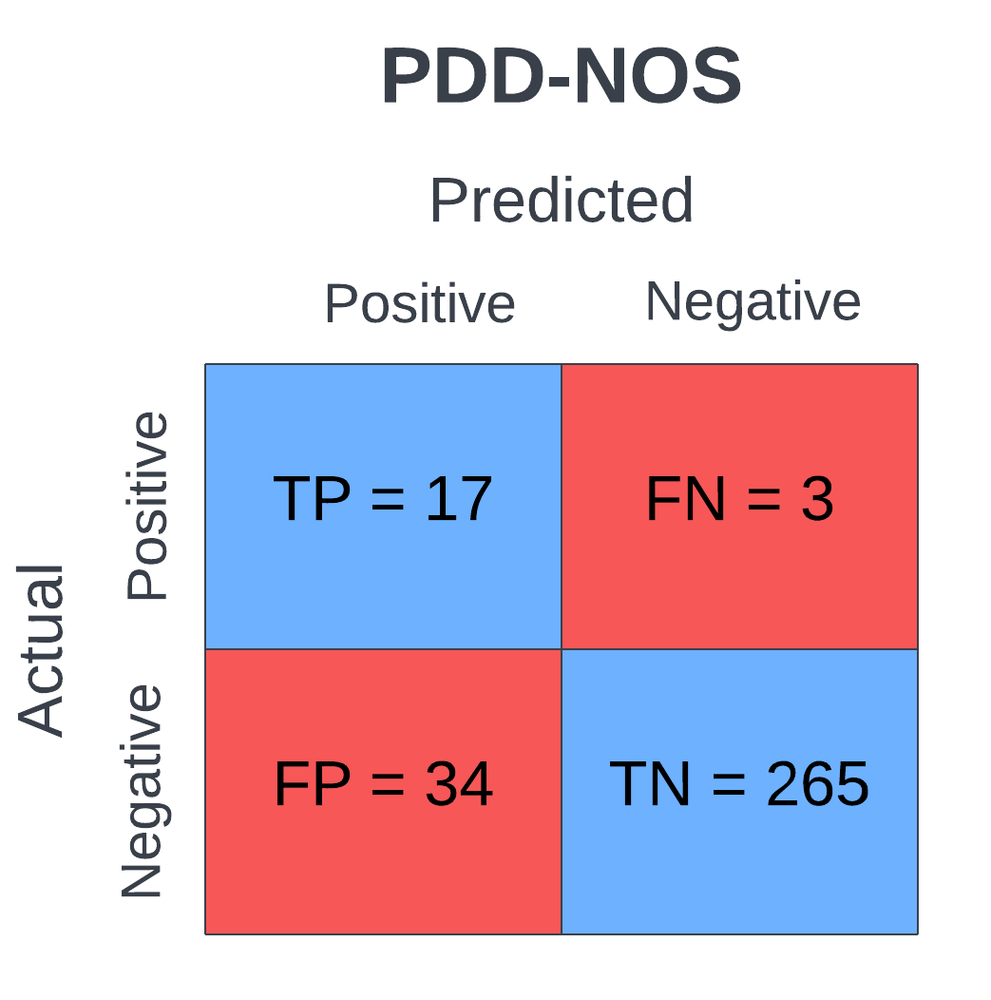 PDD-NOS
Predicted
Positive
Negative
Actual
Positive
TP = 17
FN = 3
Negative
FP = 34
TN = 265